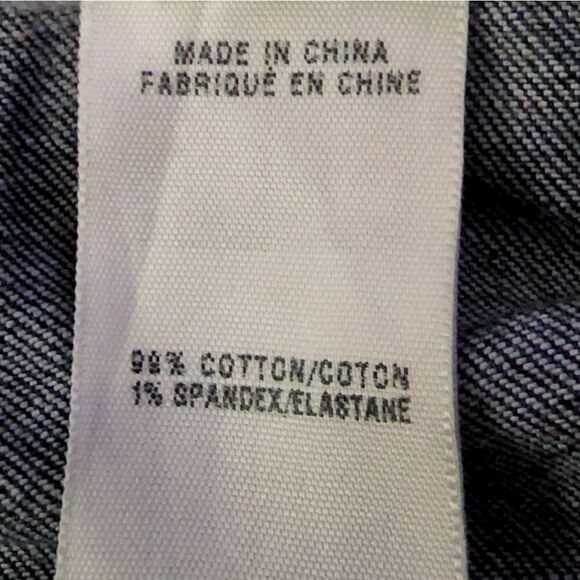 MADE IN CHINA
FABRIQUÉ EN CHINE
99% COTTON/COTON
1% SPANDEX/ELASTANE